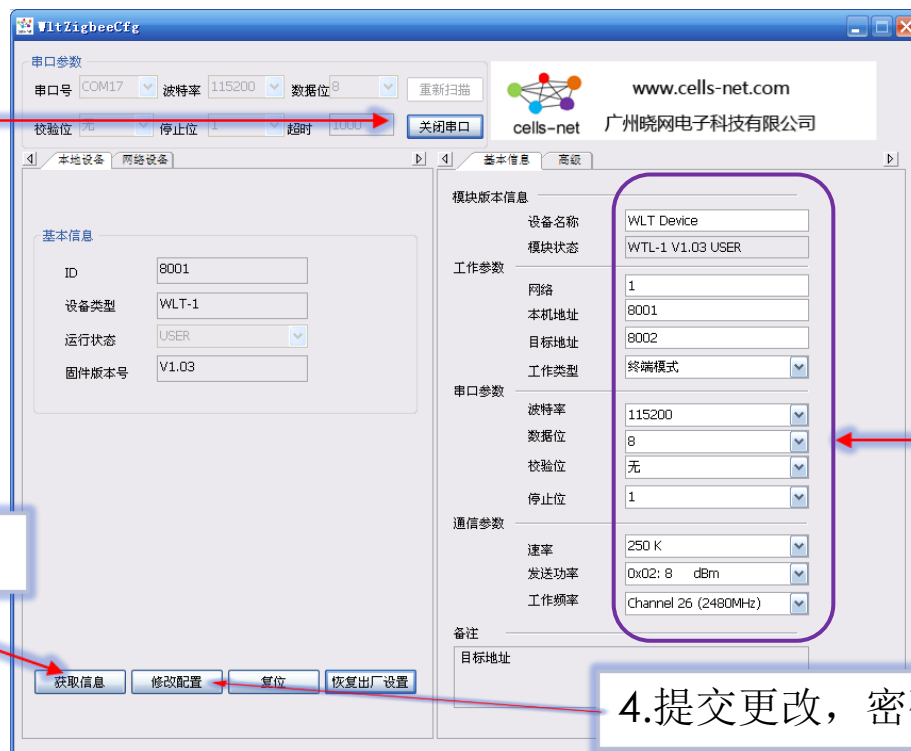 WltZigbeeCfg
串口参数
串口号 COM17 波特率 115200 数据位 8 重新扫描
校验位 无 停止位 1 超时 1000 关闭串口
cells-net
www.cells-net.com
广州晓网电子科技有限公司
本地设备 网络设备
基本信息
ID 8001
设备类型 WLT-1
运行状态 USER
固件版本号 V1.03
获取信息 修改配置 复位 恢复出厂设置
基本信息 高级
模块版本信息
设备名称 WLT Device
模块状态 WTL-1 V1.03 USER
工作参数
网络 1
本机地址 8001
目标地址 8002
工作类型 终端模式
串口参数
波特率 115200
数据位 8
校验位 无
停止位 1
通信参数
速率 250 K
发送功率 0x02: 8 dBm
工作频率 Channel 26 (2480MHz)
备注
目标地址
4.提交更改，密